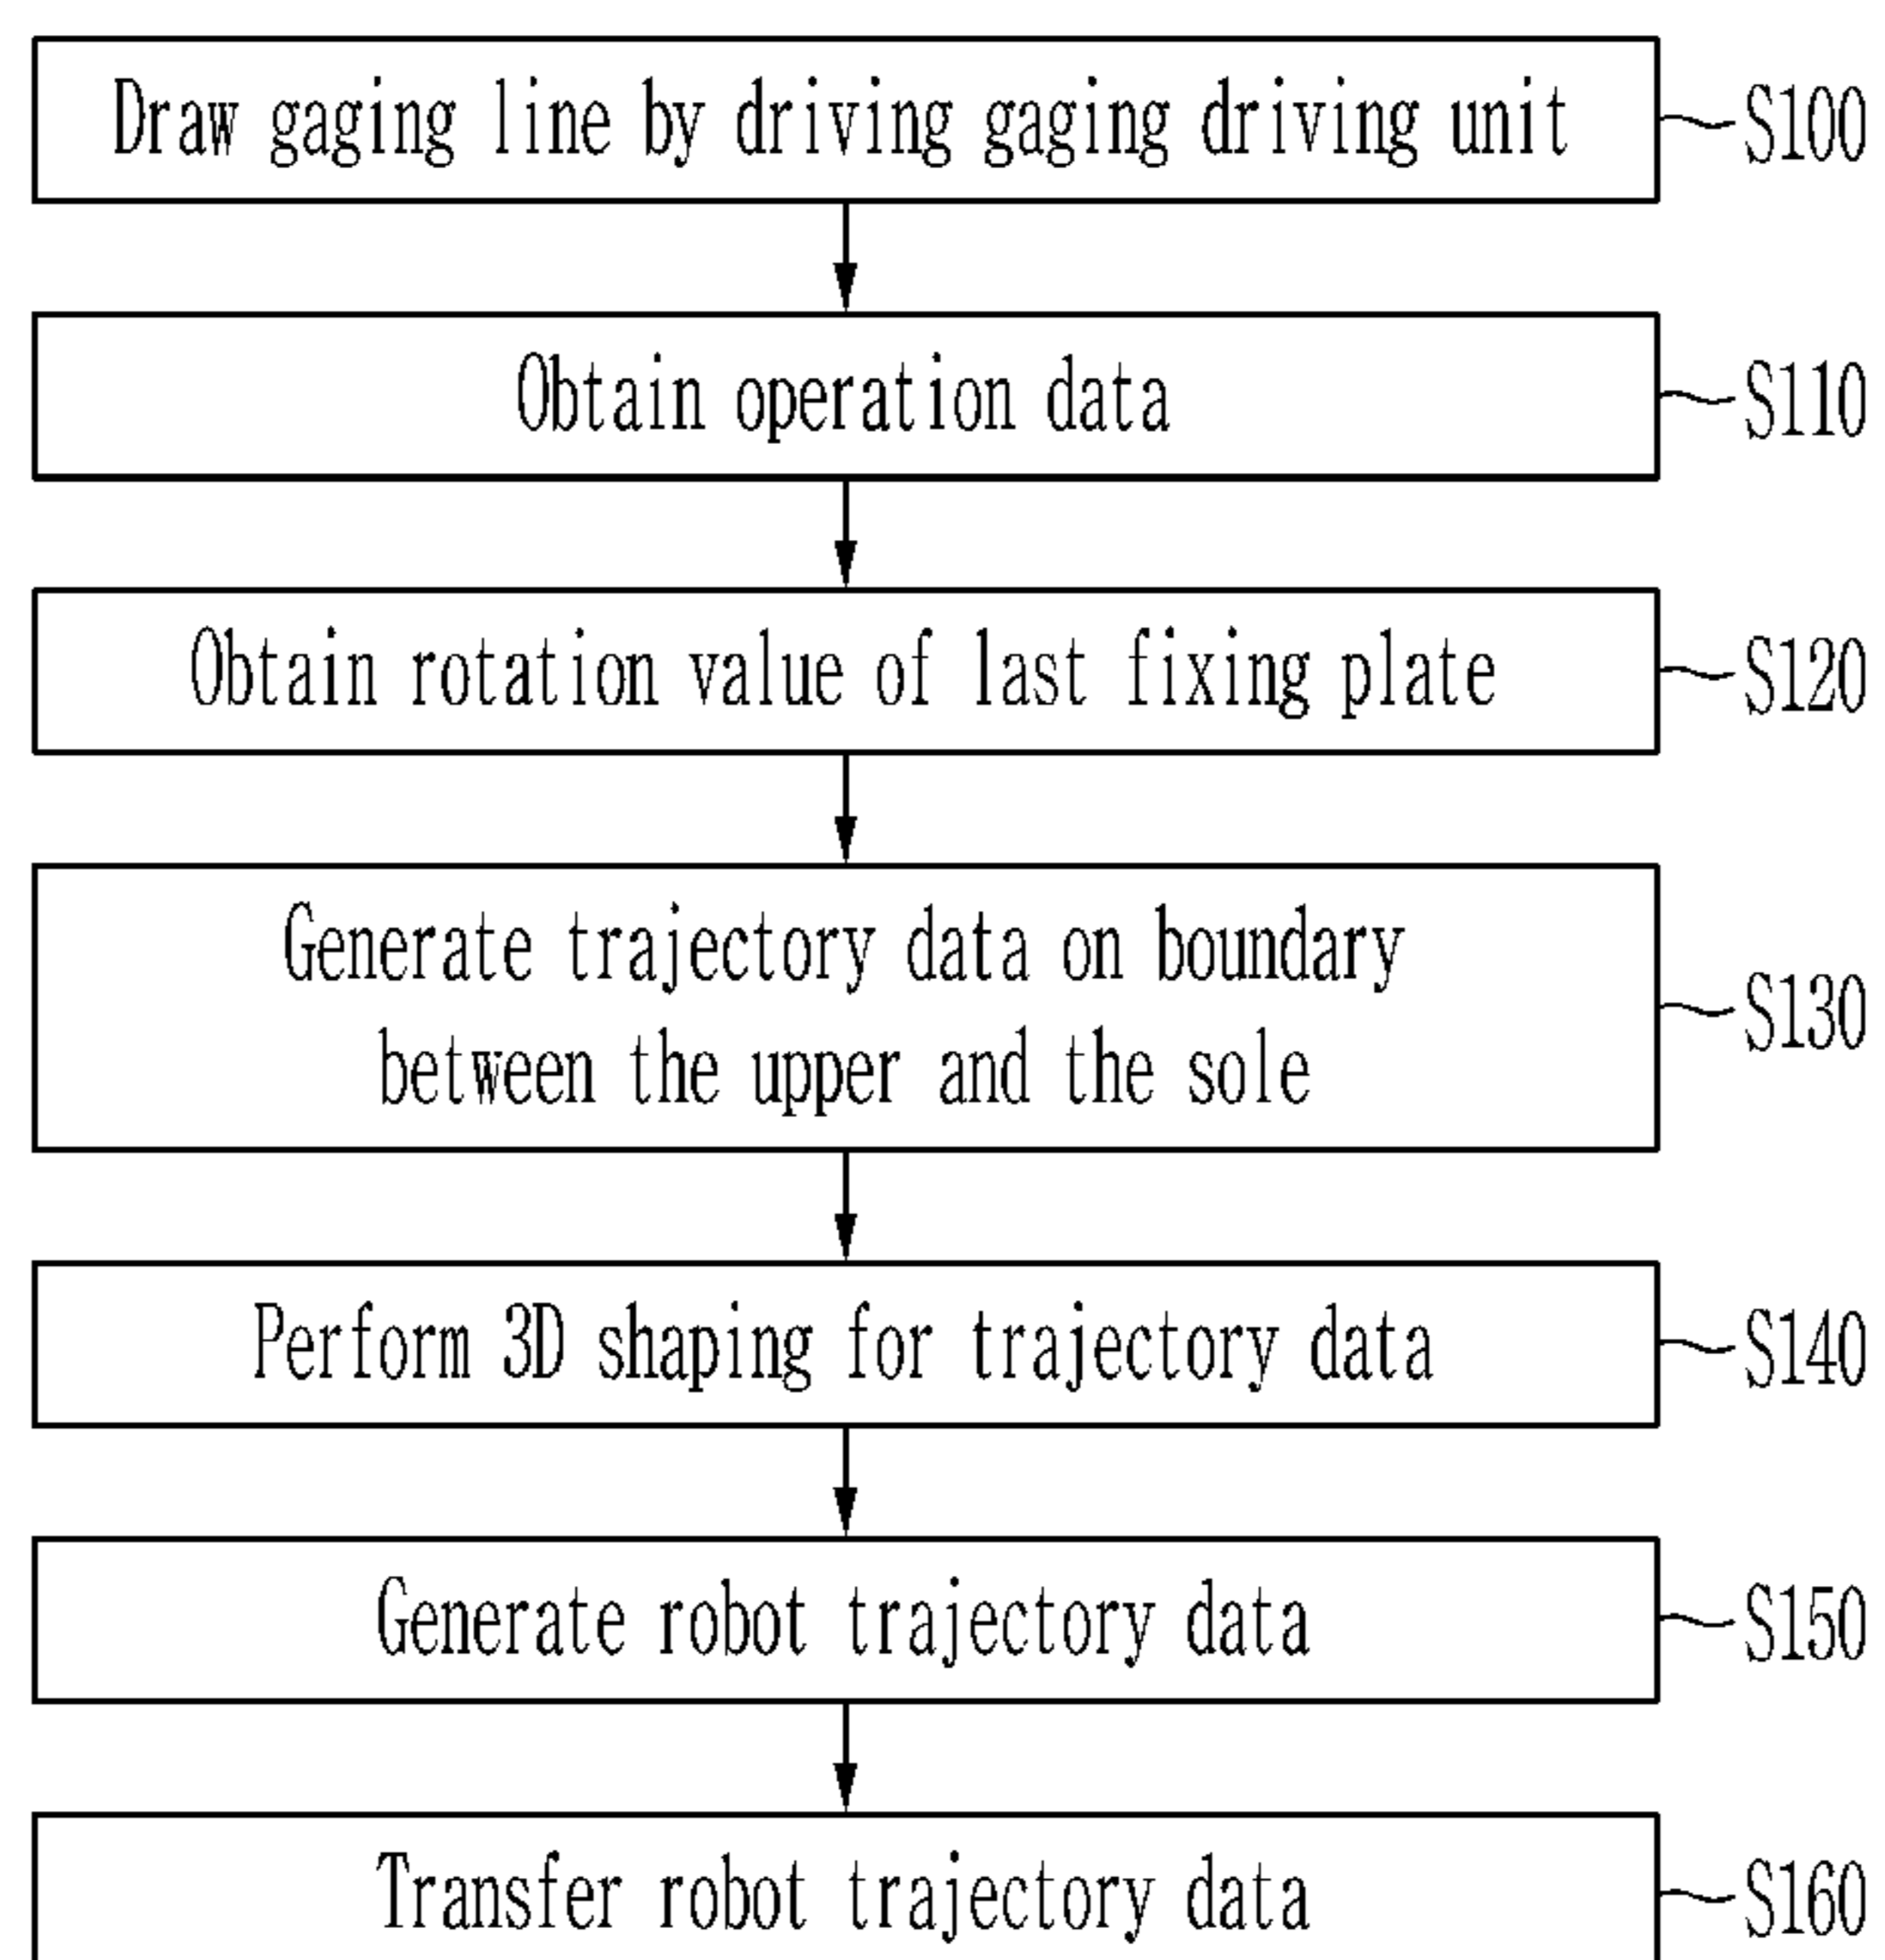 Draw gaging line by driving gaging driving unit
S100
Obtain operation data
S110
Obtain rotation value of last fixing plate
S120
Generate trajectory data on boundary
between the upper and the sole
S130
Perform 3D shaping for trajectory data
S140
Generate robot trajectory data
S150
Transfer robot trajectory data
S160